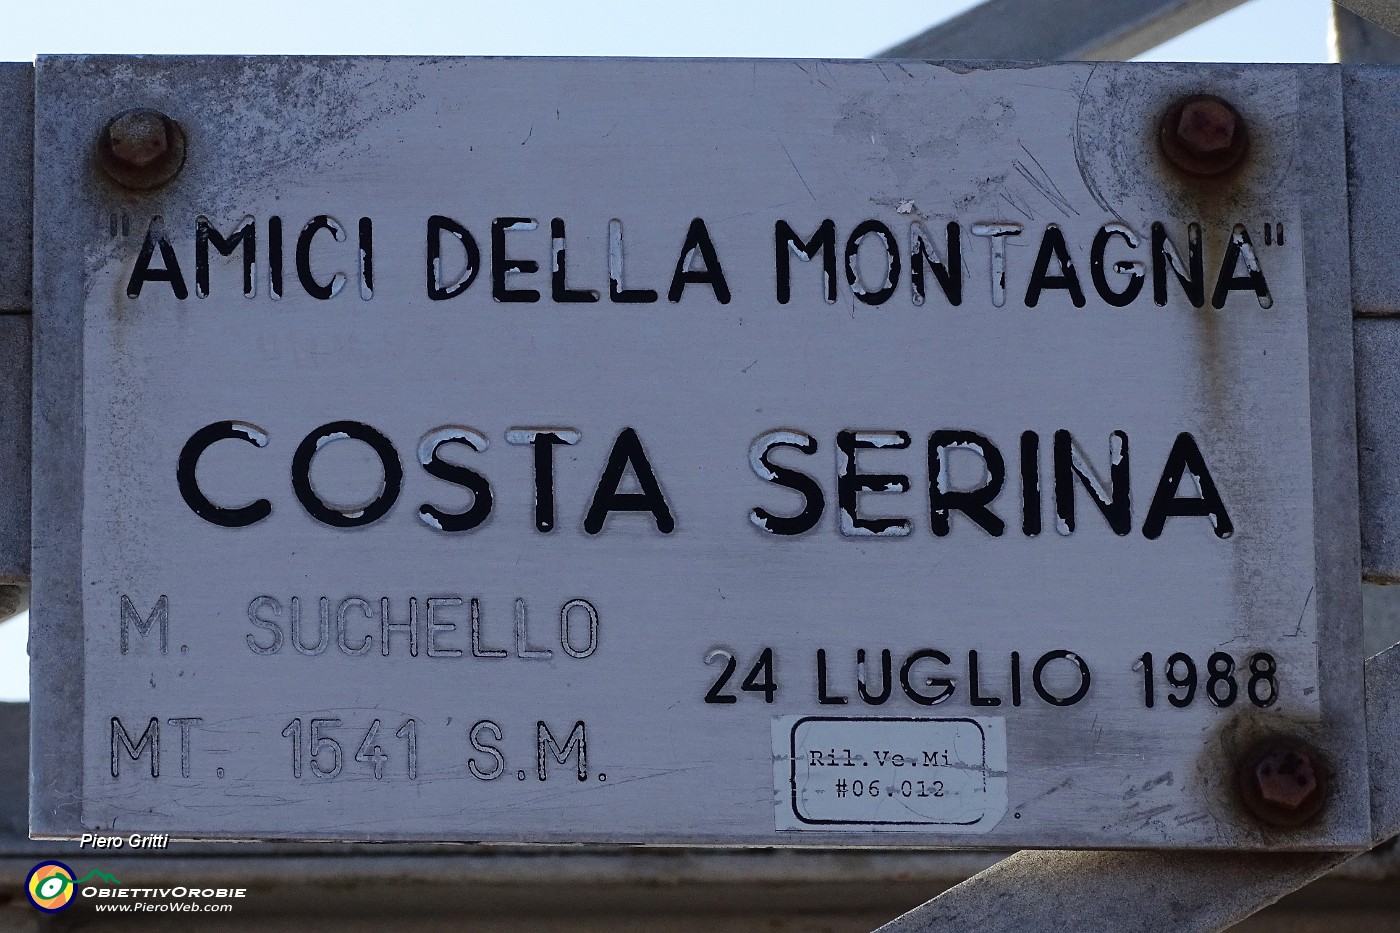 "AMICI DELLA MONTAGNA"
COSTA SERINA
M. SUCHELLO
24 LUGLIO 1988
MT. 1541 S.M.
Ril.Ve.Mi
#06.012
Piero Gritti
OBIETTIVOROBIE
www.PieroWeb.com